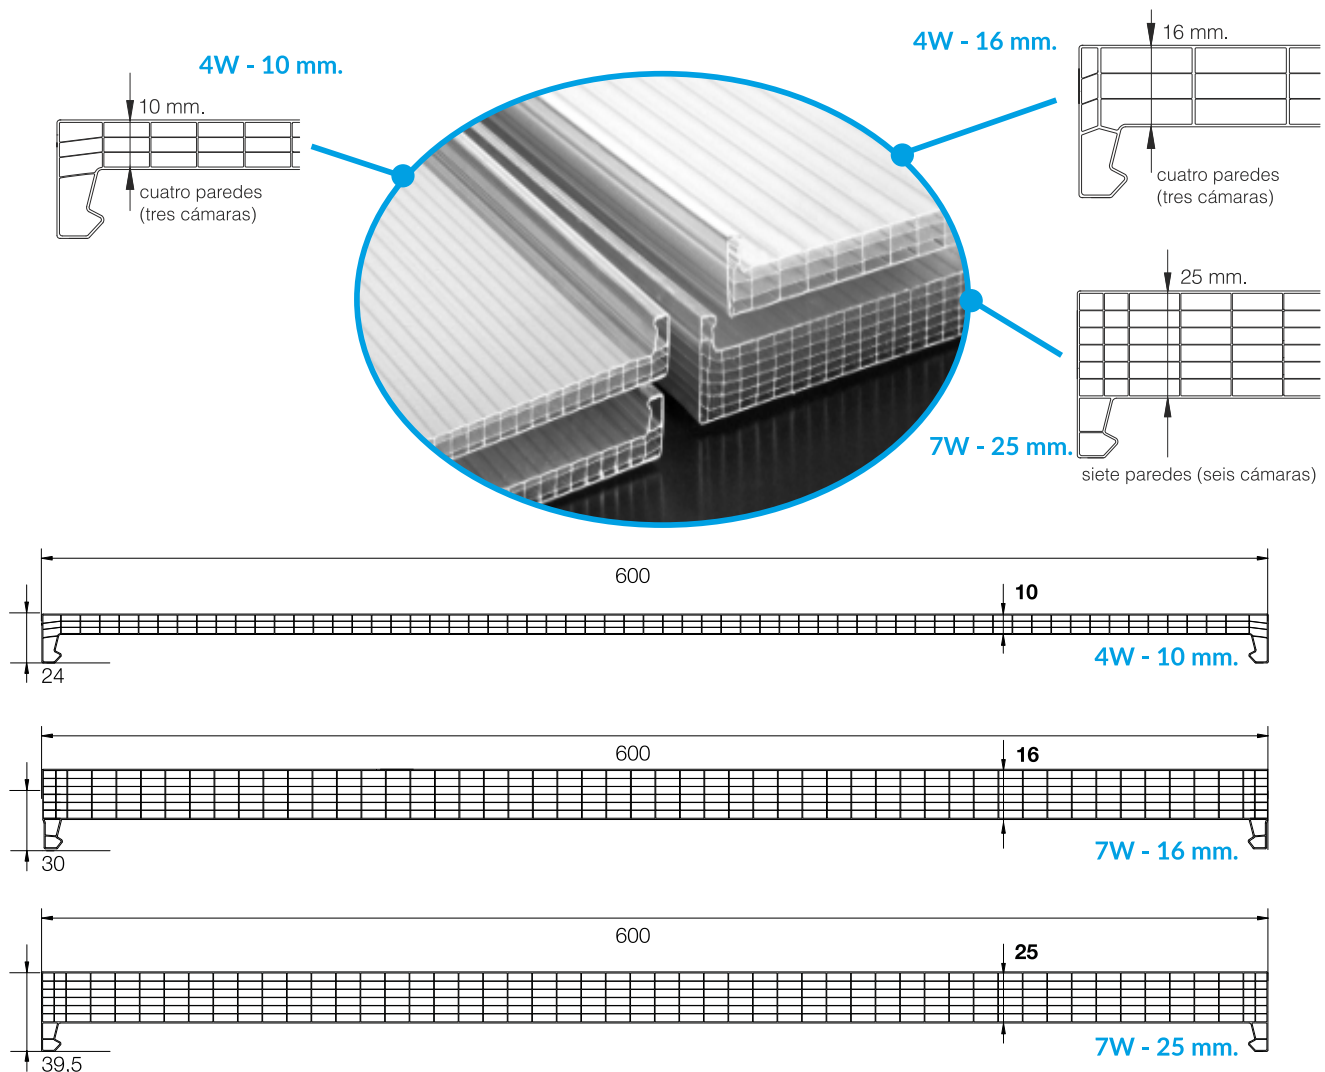 4W - 10 mm.
10 mm.
cuatro paredes
(tres cámaras)
4W - 16 mm.
16 mm.
cuatro paredes
(tres cámaras)
25 mm.
7W - 25 mm.
siete paredes (seis cámaras)
600
10
24
4W - 10 mm.
600
16
30
7W - 16 mm.
600
25
39,5
7W - 25 mm.